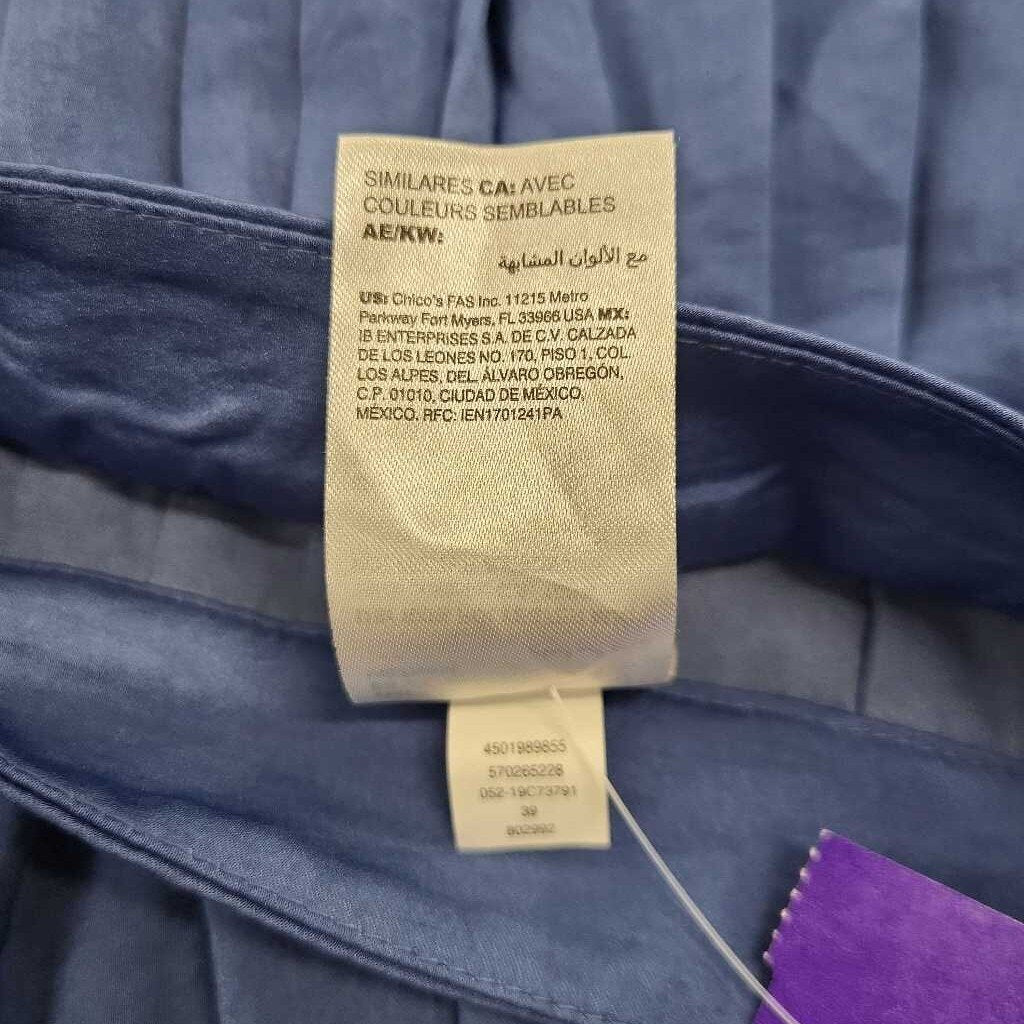 SIMILARES CA: AVEC
COULEURS SEMBLABLES
AE/KW:
مع الألوان المشابهة
US: Chico's FAS Inc. 11215 Metro
Parkway Fort Myers, FL 33966 USA MX:
IB ENTERPRISES S.A. DE C.V. CALZADA
DE LOS LEONES NO. 170, PISO 1, COL.
LOS ALPES, DEL. ÁLVARO OBREGÓN,
C.P. 01010, CIUDAD DE MÉXICO,
MÉXICO. RFC: IEN1701241PA
4501989855
570265228
052-19C73791
39
802992